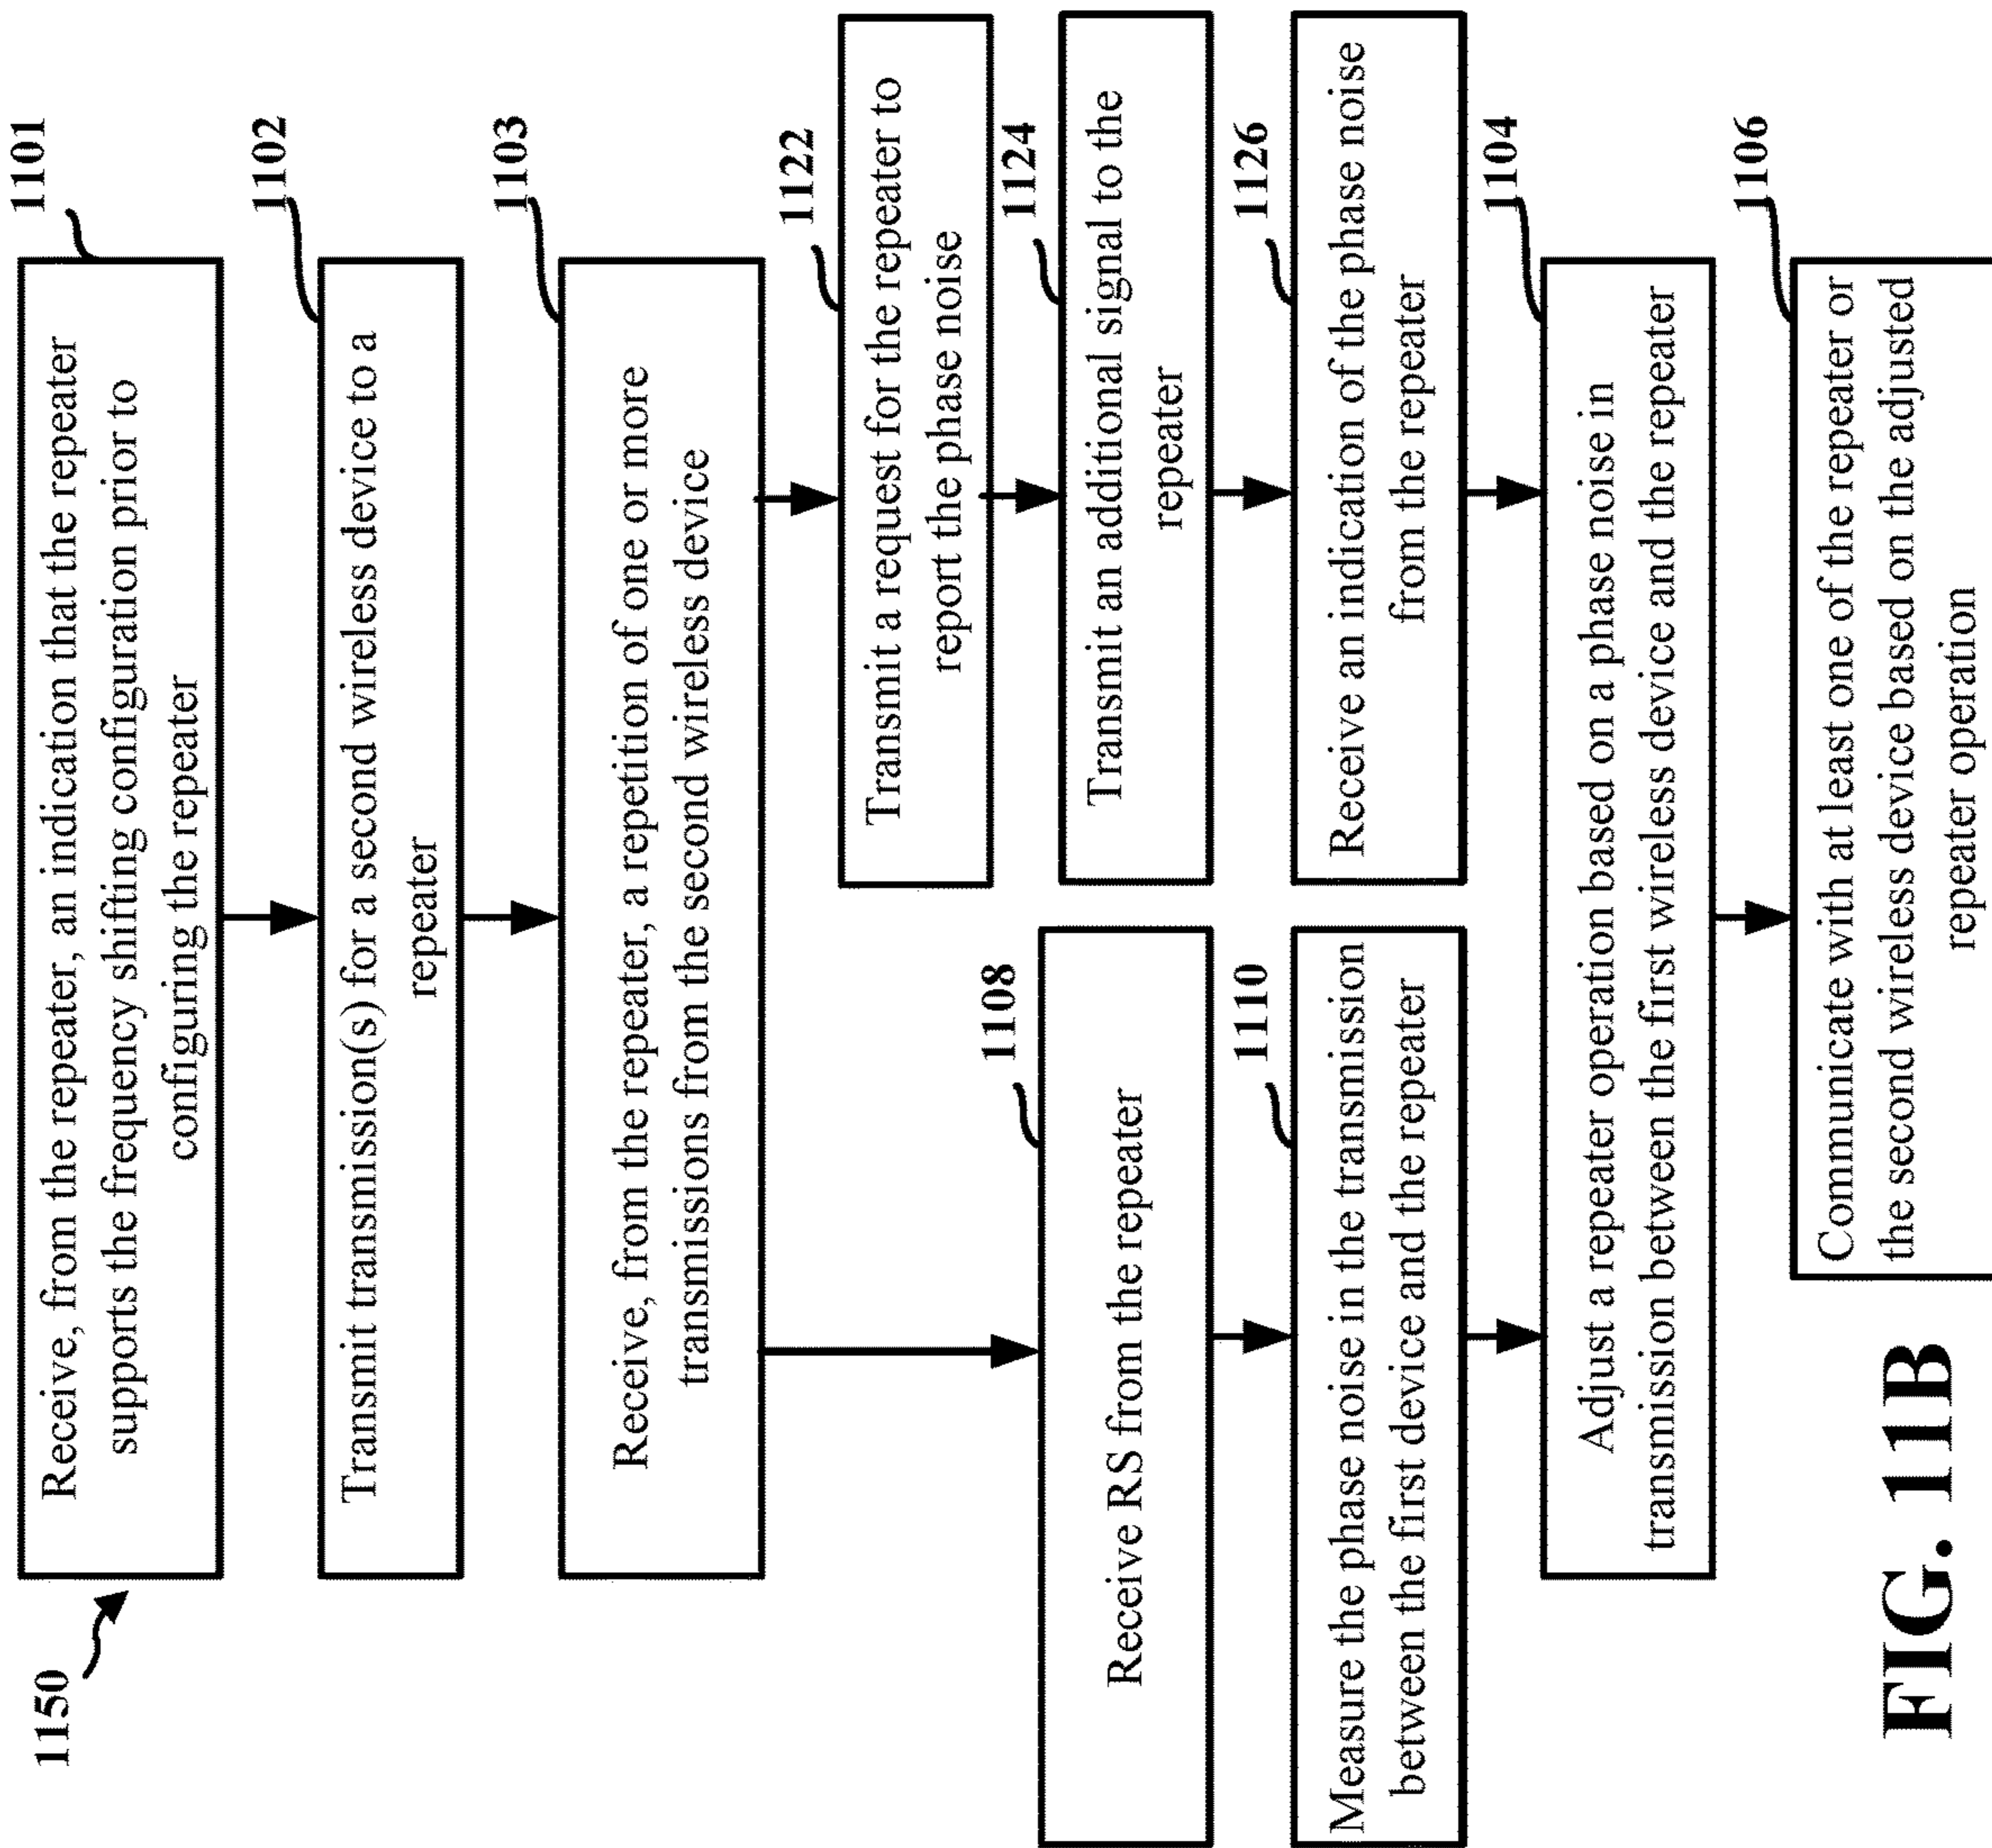 1150
1101
Receive, from the repeater, an indication that the repeater
supports the frequency shifting configuration prior to
configuring the repeater
1102
Transmit transmission(s) for a second wireless device to a
repeater
1103
Receive, from the repeater, a repetition of one or more
transmissions from the second wireless device
1122
Transmit a request for the repeater to
report the phase noise
1124
Transmit an additional signal to the
repeater
1126
Receive an indication of the phase noise
from the repeater
1108
Receive RS from the repeater
1110
Measure the phase noise in the transmission
between the first device and the repeater
1104
Adjust a repeater operation based on a phase noise in
transmission between the first wireless device and the repeater
1106
Communicate with at least one of the repeater or
the second wireless device based on the adjusted
repeater operation
FIG. 11B